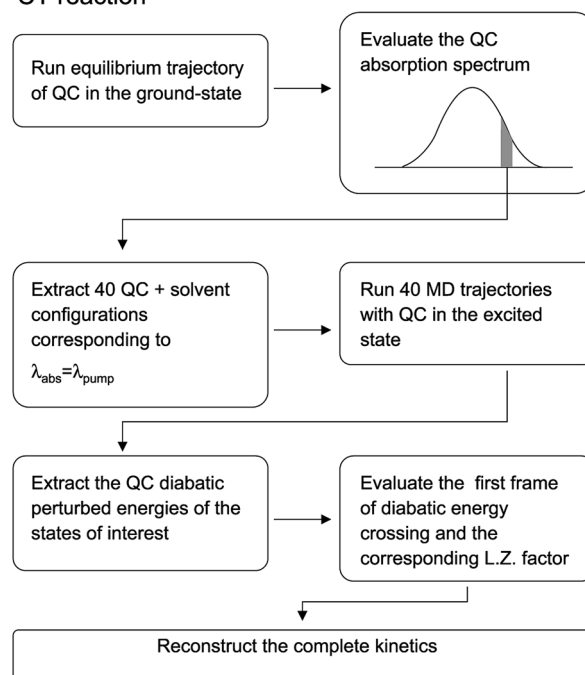 Run equilibrium trajectory
of QC in the ground-state
Evaluate the QC
absorption spectrum
Extract 40 QC + solvent
configurations
corresponding to
λabs=λpump
Run 40 MD trajectories
with QC in the excited
state
Extract the QC diabatic
perturbed energies of the
states of interest
Evaluate the first frame
of diabatic energy
crossing and the
corresponding L.Z. factor
Reconstruct the complete kinetics